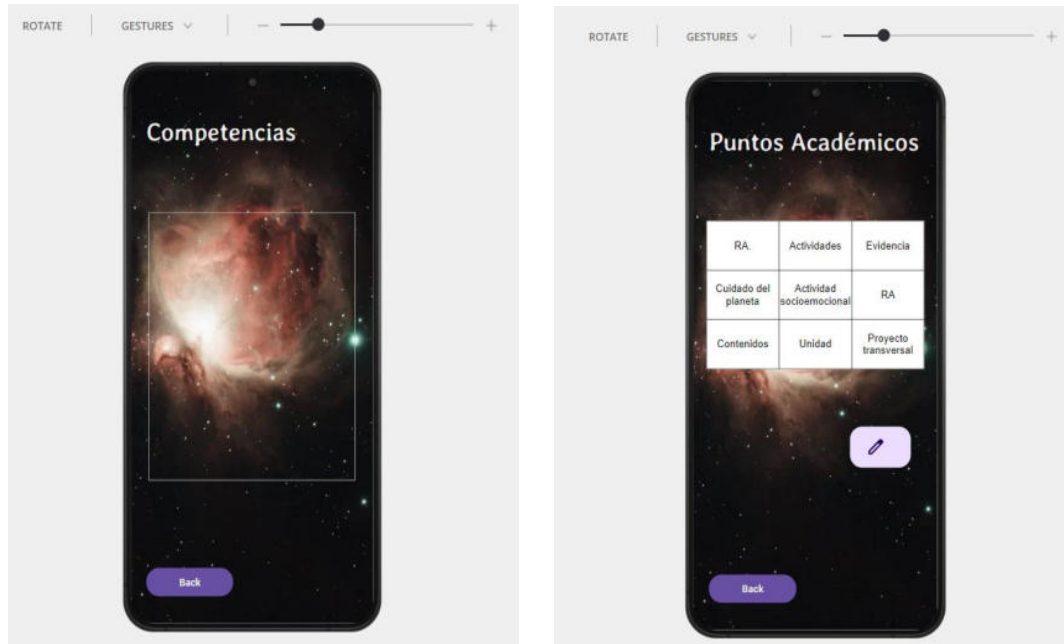 ROTATE
GESTURES
Competencias
Back
ROTATE
GESTURES
Puntos Académicos
RA.
Actividades
Evidencia
Cuidado del
planeta
Actividad
socioemocional
RA
Contenidos
Unidad
Proyecto
transversal
Back